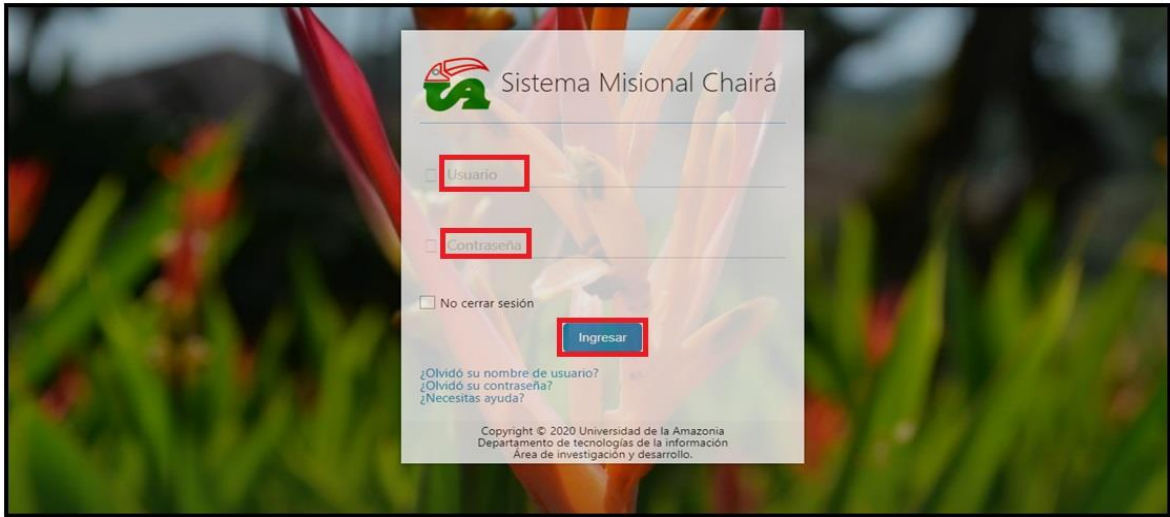 Sistema Misional Chairá
Usuario
Contraseña
No cerrar sesión
Ingresar
¿Olvidó su nombre de usuario?
¿Olvidó su contraseña?
¿Necesitas ayuda?
Copyright © 2020 Universidad de la Amazonia
Departamento de tecnologías de la información
Área de investigación y desarrollo.